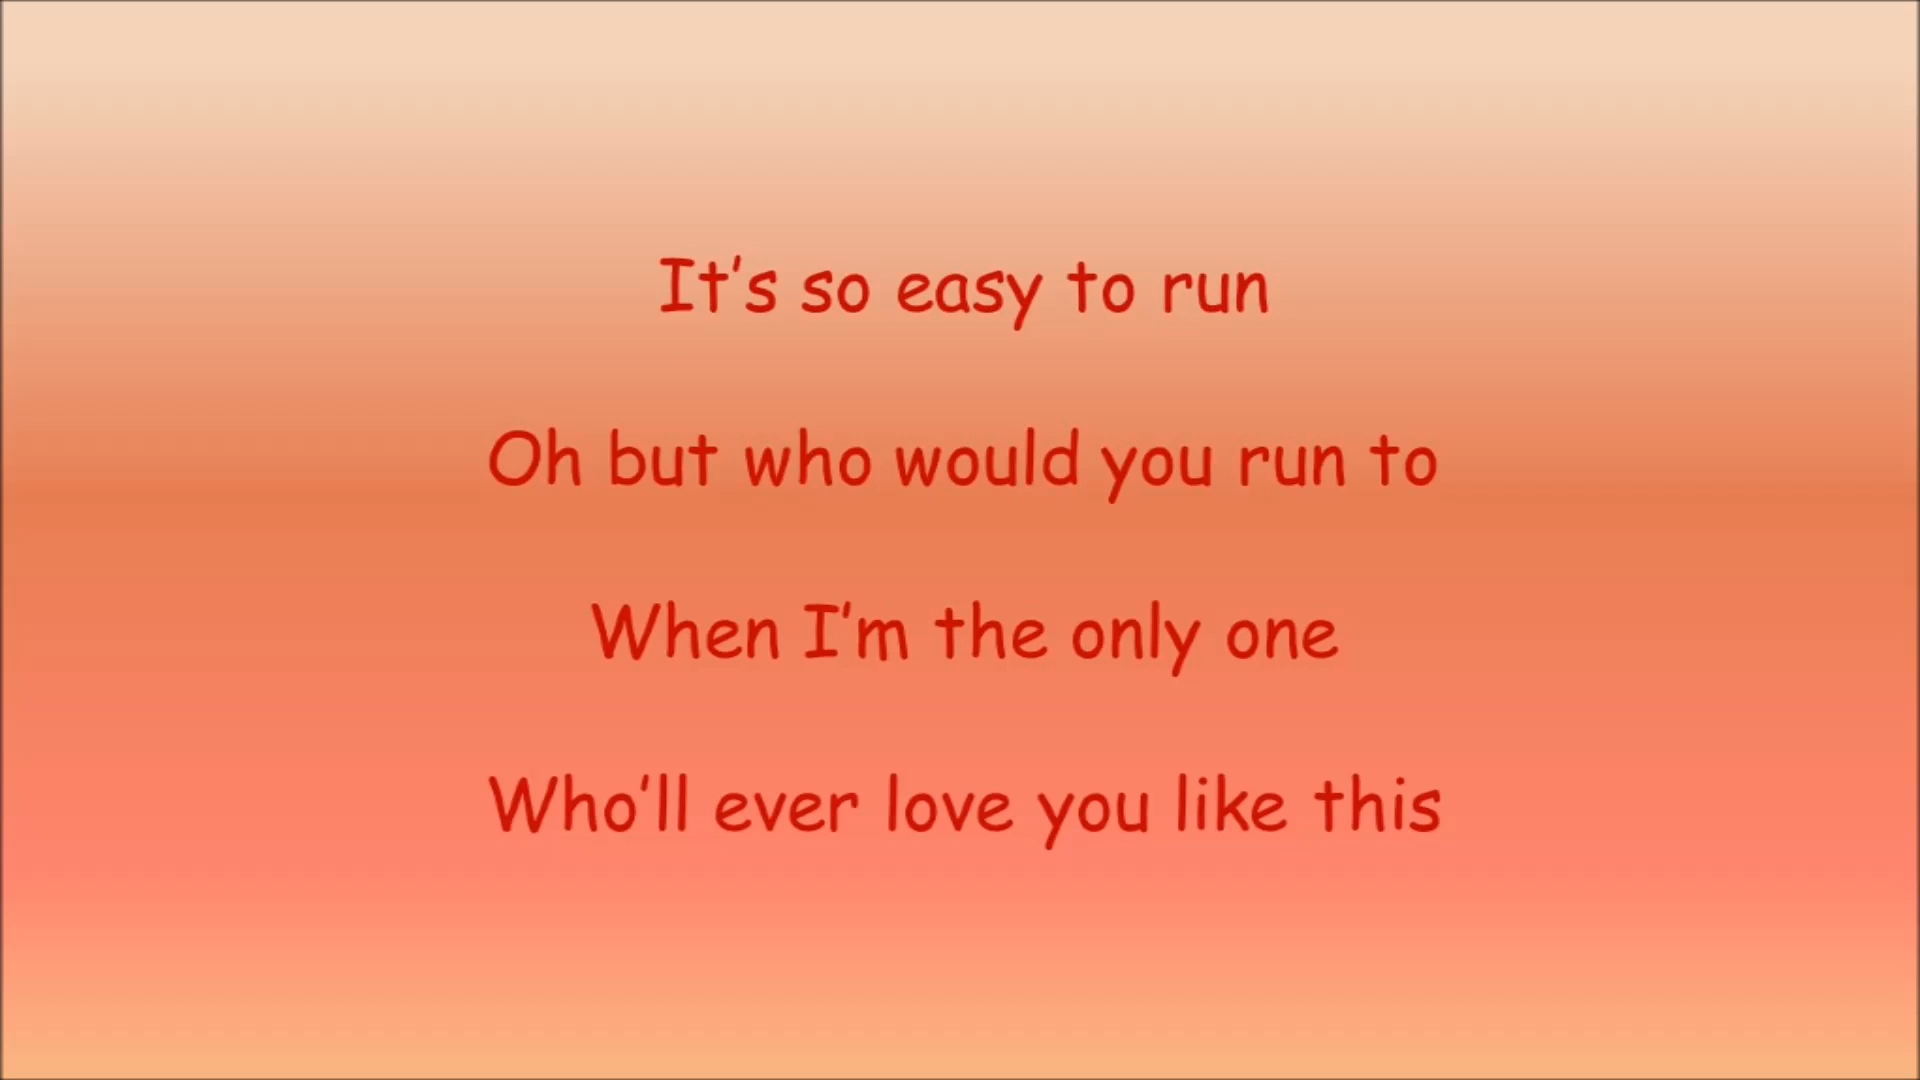 It's so easy to run
Oh but who would you run to
When I'm the only one
Who'll ever love you like this